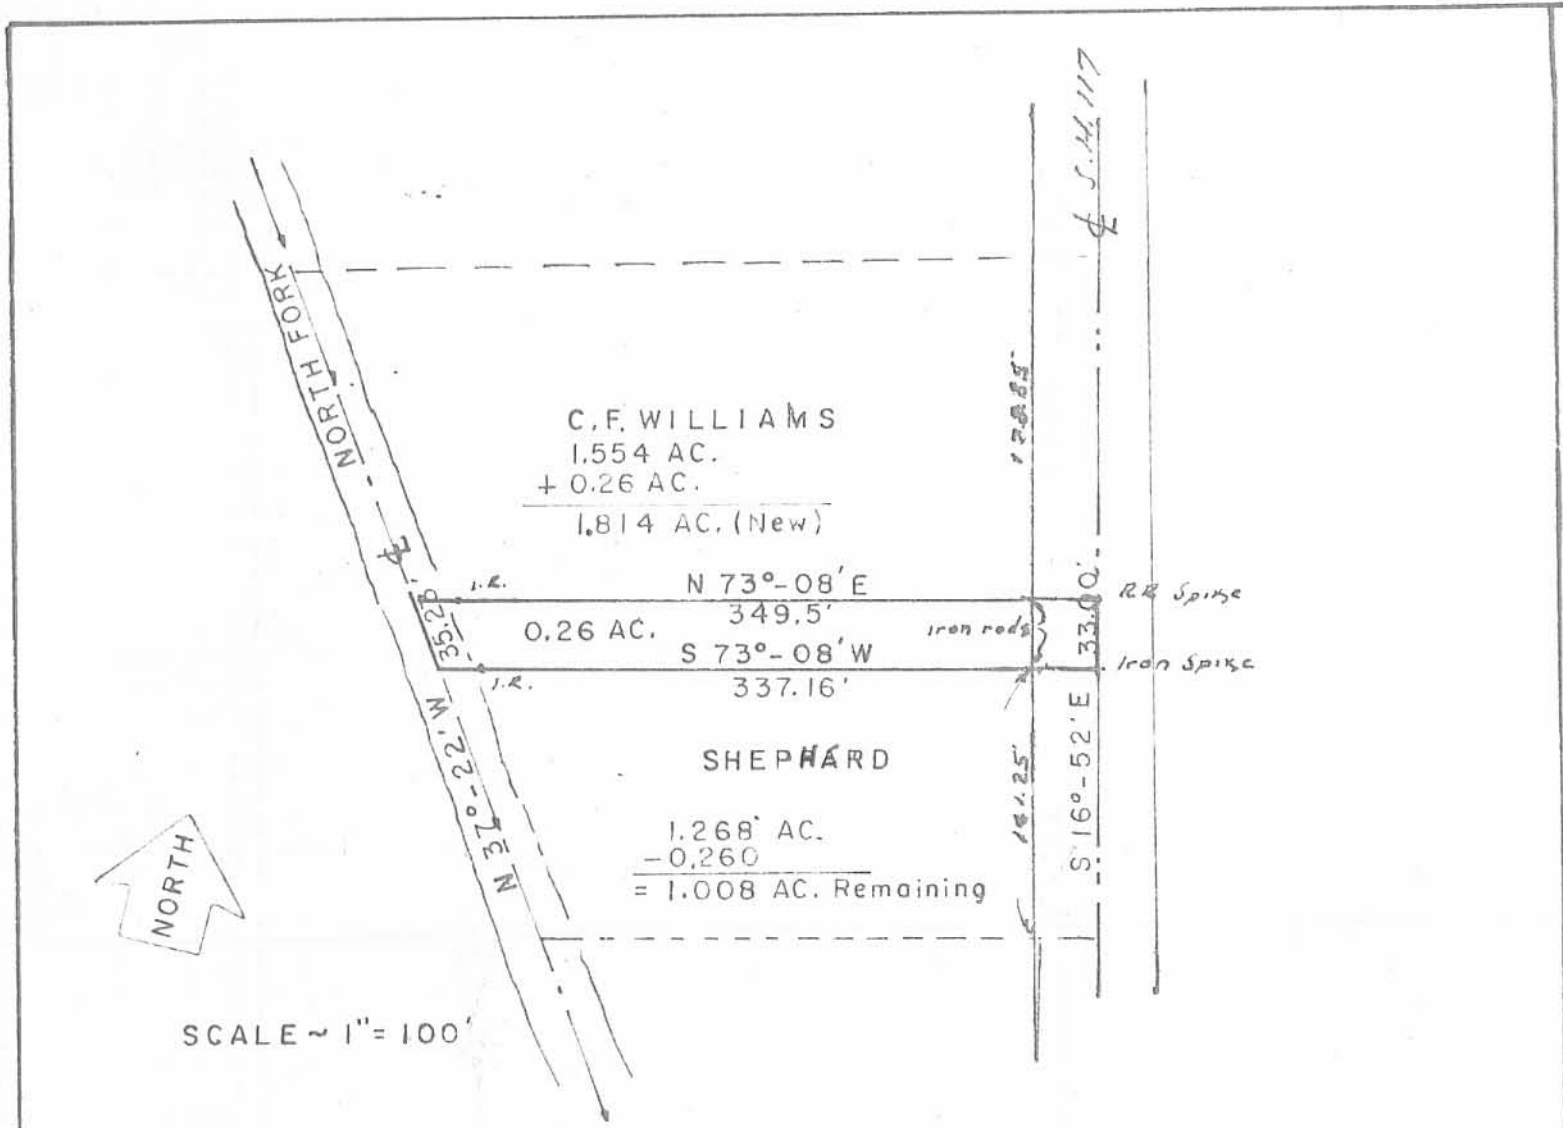 ℄ S.H. 117
NORTH FORK
℄
C.F. WILLIAMS
1.554 AC.
+ 0.26 AC.
1.814 AC. (New)
I.R.
N 73°-08'E
349.5'
RR Spike
35.26'
0.26 AC.
Iron rods
33.00'
S 73°-08'W
337.16'
I.R.
Iron Spike
N 37°-22'W
S 16°-52'E
SHEPHARD
1.268 AC.
-0.260
= 1.008 AC. Remaining
NORTH
SCALE ~ 1"= 100'